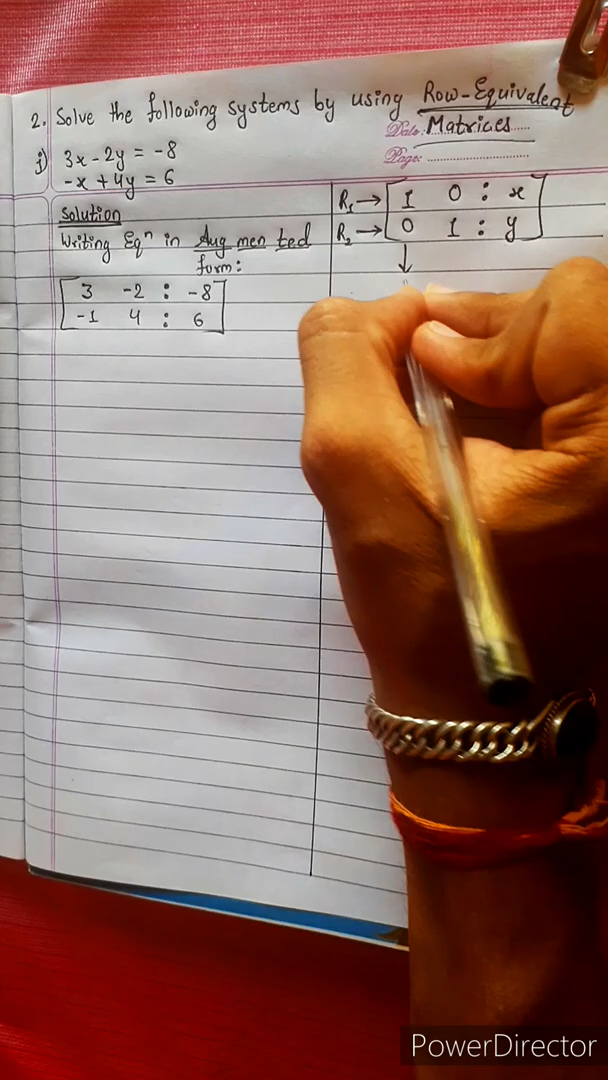 2. Solve the following systems by using Row-Equivalent
Date: Matrices
Page:
i) 3x - 2y = -8
-x + 4y = 6
Solution
Writing Eqⁿ in Augmented
form:
[ 3 -2 : -8 ]
[ -1 4 : 6 ]
R₁ → [ 1 0 : x ]
R₂ → [ 0 1 : y ]
↓
PowerDirector